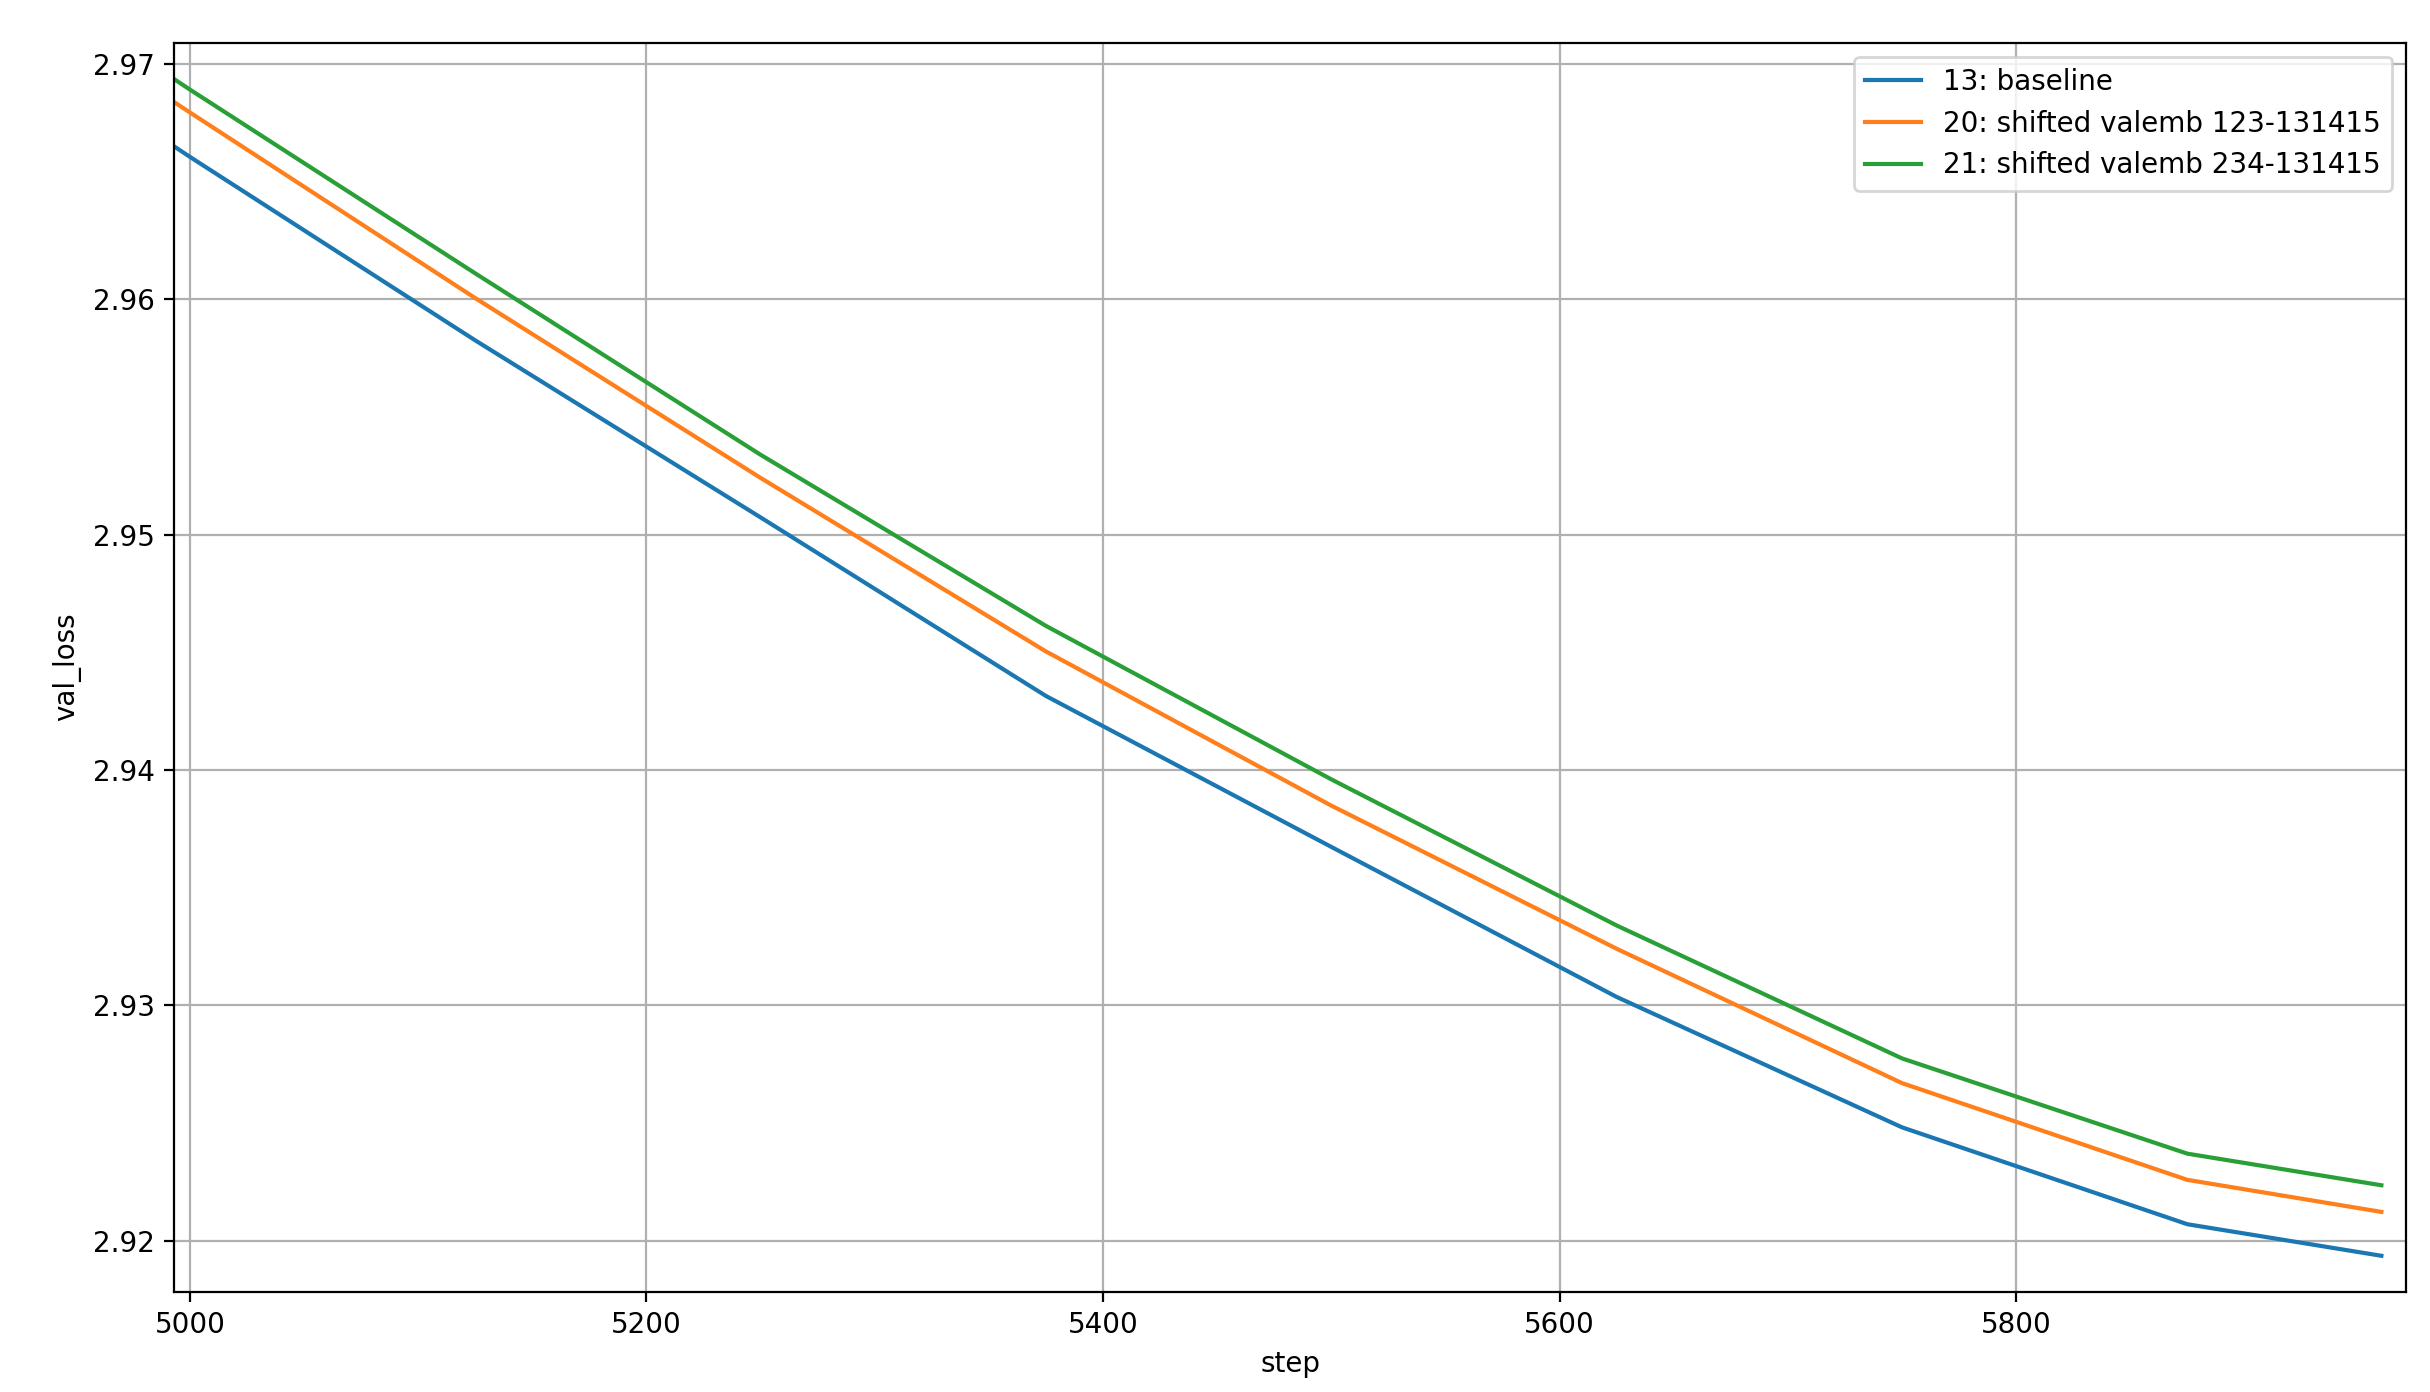 2.97
2.96
2.95
2.94
2.93
2.92
val_loss
5000
5200
5400
5600
5800
step
13: baseline
20: shifted valemb 123-131415
21: shifted valemb 234-131415